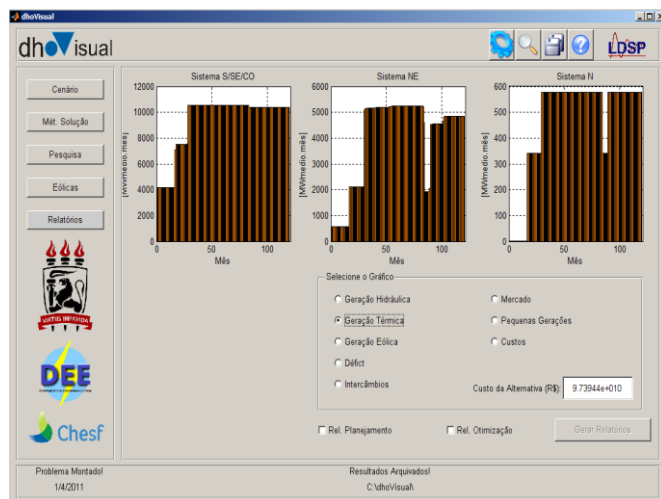 dhoVisual
dhoVisual
LDSP
Cenário
Mét. Solução
Pesquisa
Eólicas
Relatórios
VIRTUS IMPAVIDA
DEE
Chesf
Sistema S/SE/CO
12000
10000
8000
6000
4000
2000
0
[MWmedio.mês]
0 50 100
Mês
Sistema NE
6000
5000
4000
3000
2000
1000
0
[MWmedio.mês]
0 50 100
Mês
Sistema N
600
500
400
300
200
100
0
[MWmedio.mês]
0 50 100
Mês
Selecione o Gráfico
Geração Hidráulica
Geração Térmica
Geração Eólica
Défict
Intercâmbios
Mercado
Pequenas Gerações
Custos
Custo da Alternativa (R$): 9.73944e+010
Rel. Planejamento
Rel. Otimização
Gerar Relatórios
Problema Montado!
1/4/2011
Resultados Arquivados!
C:\dhoVisual\